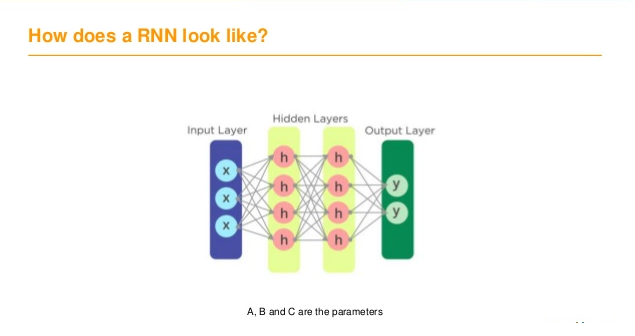 How does a RNN look like?
Hidden Layers
Input Layer
Output Layer
x
x
x
h
h
h
h
h
h
h
h
y
y
A, B and C are the parameters